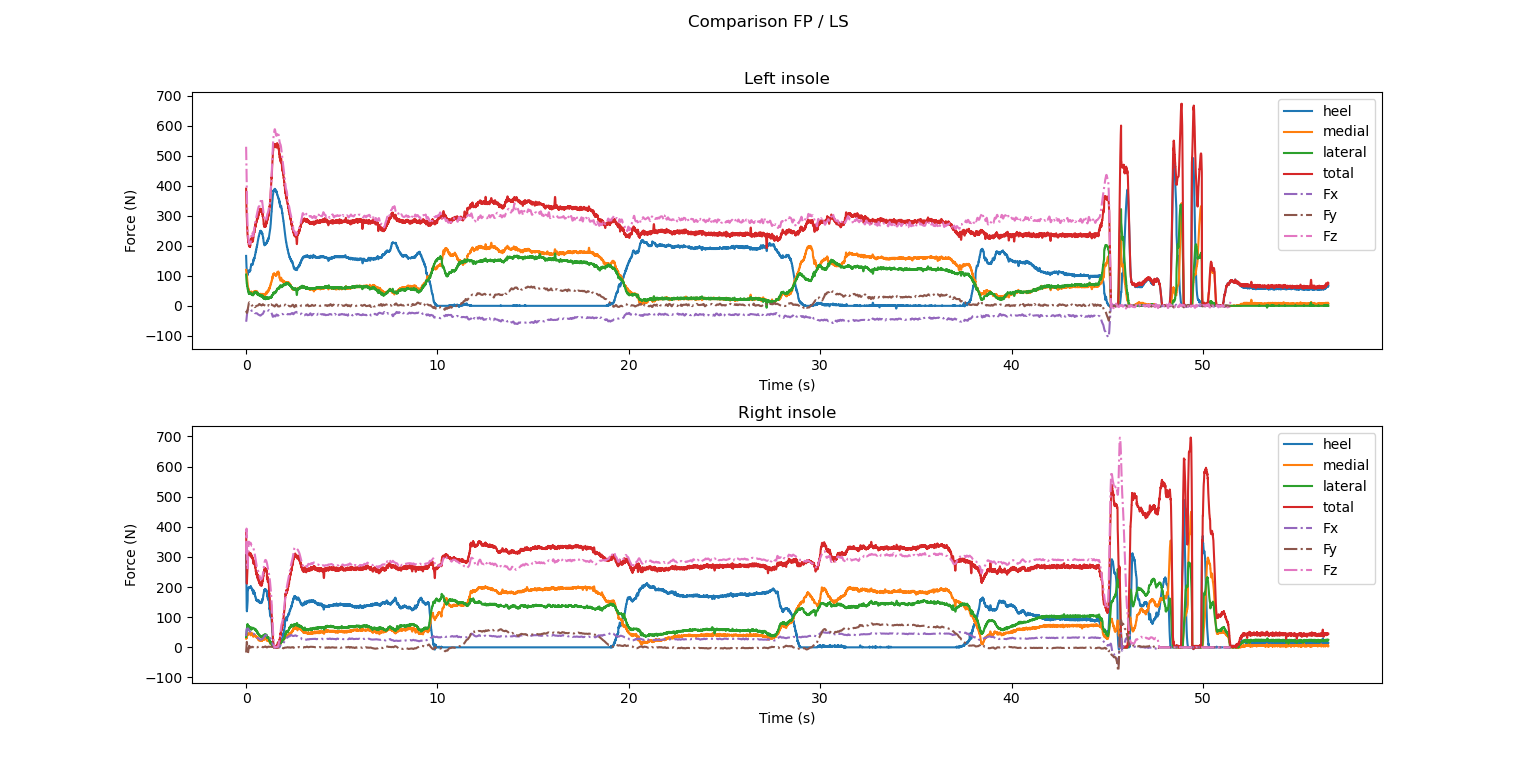 Comparison FP / LS
Left insole
Force (N)
700
600
500
400
300
200
100
0
−100
0 10 20 30 40 50
Time (s)
heel
medial
lateral
total
Fx
Fy
Fz
Right insole
Force (N)
700
600
500
400
300
200
100
0
−100
0 10 20 30 40 50
Time (s)
heel
medial
lateral
total
Fx
Fy
Fz